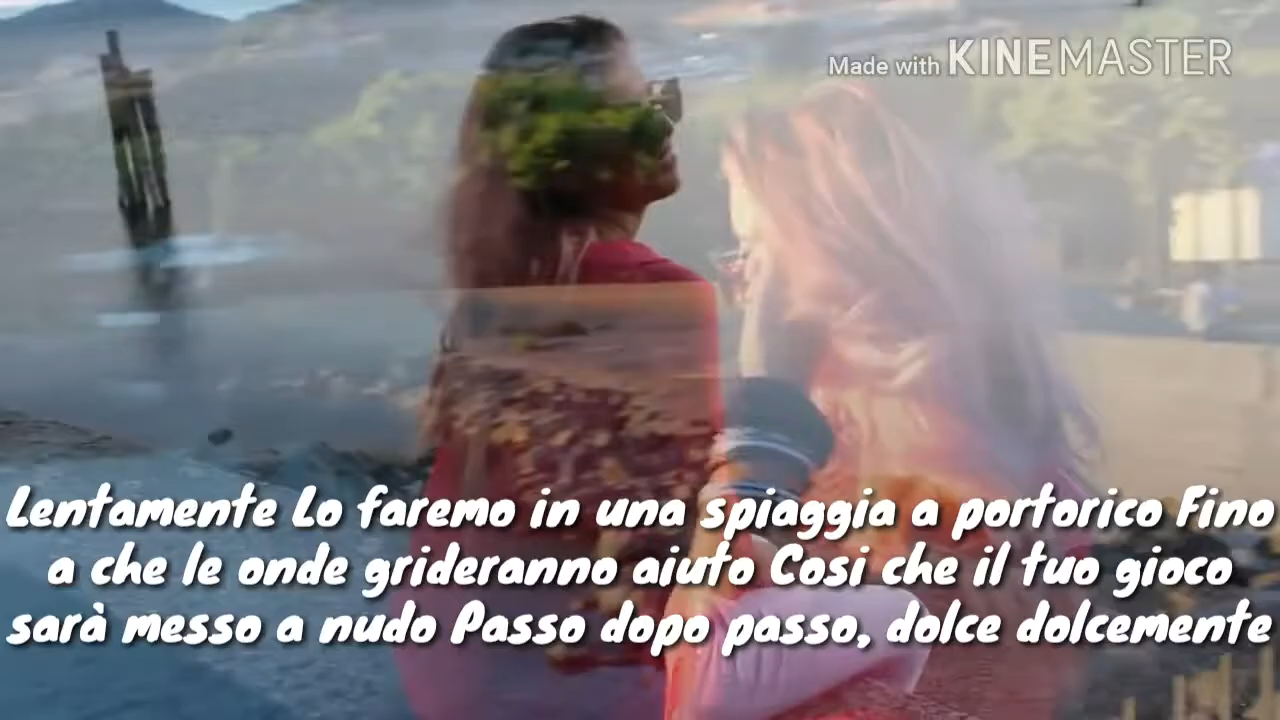 Made with KINEMASTER
Lentamente Lo faremo in una spiaggia a portorico Fino
a che le onde grideranno aiuto Cosi che il tuo gioco
sarà messo a nudo Passo dopo passo, dolce dolcemente